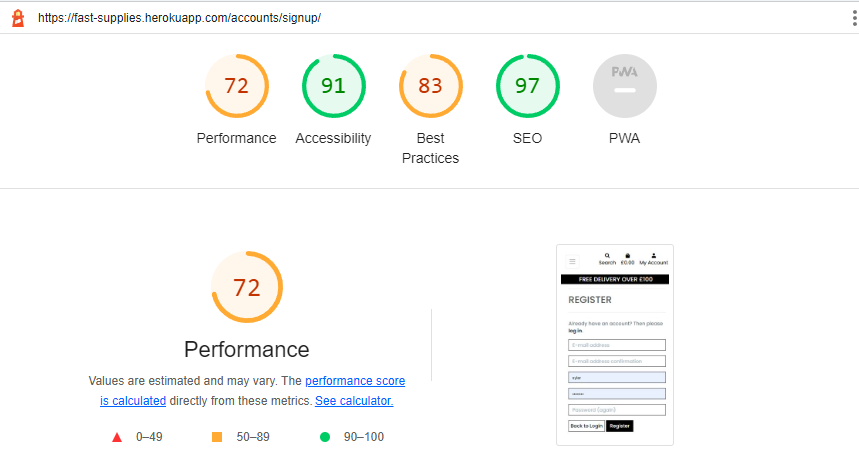 https://fast-supplies.herokuapp.com/accounts/signup/
72
91
83
97
PWA
Performance
Accessibility
Best
Practices
SEO
PWA
72
Performance
Values are estimated and may vary. The performance score
is calculated directly from these metrics. See calculator.
0–49
50–89
90–100
Search £0.00 My Account
FREE DELIVERY OVER £100
REGISTER
Already have an account? Then please
log in
E-mail address
E-mail address confirmation
Password (again)
Back to Login
Register